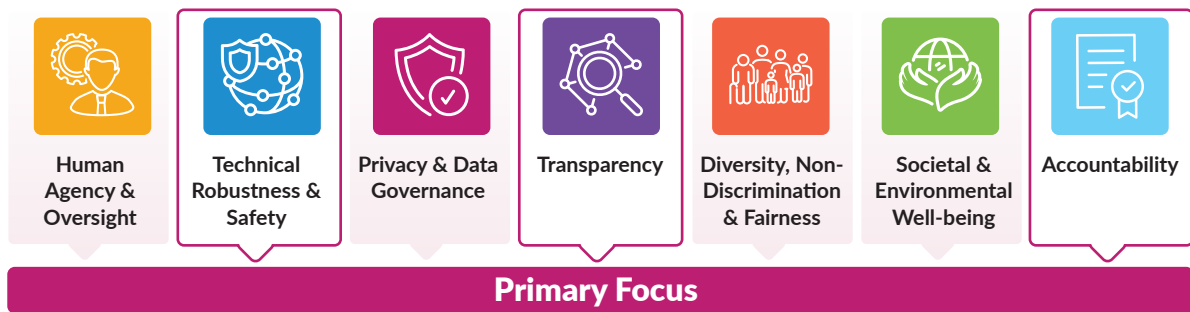 Human
Agency &
Oversight
Technical
Robustness &
Safety
Privacy & Data
Governance
Transparency
Diversity, Non-
Discrimination
& Fairness
Societal &
Environmental
Well-being
Accountability
Primary Focus